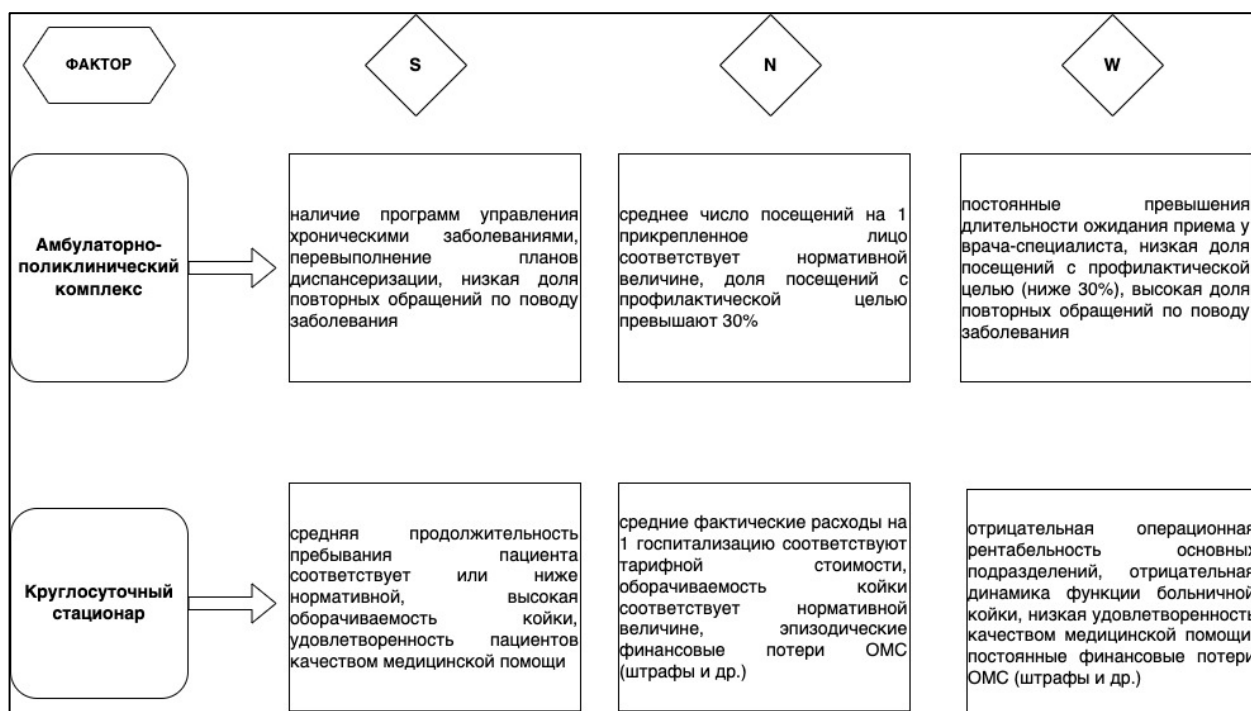 ФАКТОР
S
N
W
Амбулаторно-
поликлинический
комплекс
наличие программ управления
хроническими заболеваниями,
перевыполнение планов
диспансеризации, низкая доля
повторных обращений по поводу
заболевания
среднее число посещений на 1
прикрепленное лицо
соответствует нормативной
величине, доля посещений с
профилактической целью
превышают 30%
постоянные превышения
длительности ожидания приема у
врача-специалиста, низкая доля
посещений с профилактической
целью (ниже 30%), высокая доля
повторных обращений по поводу
заболевания
Круглосуточный
стационар
средняя продолжительность
пребывания пациента
соответствует или ниже
нормативной, высокая
оборачиваемость койки,
удовлетворенность пациентов
качеством медицинской помощи
средние фактические расходы на
1 госпитализацию соответствуют
тарифной стоимости,
оборачиваемость койки
соответствует нормативной
величине, эпизодические
финансовые потери ОМС
(штрафы и др.)
отрицательная операционная
рентабельность основных
подразделений, отрицательная
динамика функции больничной
койки, низкая удовлетворенность
качеством медицинской помощи
постоянные финансовые потери
ОМС (штрафы и др.)